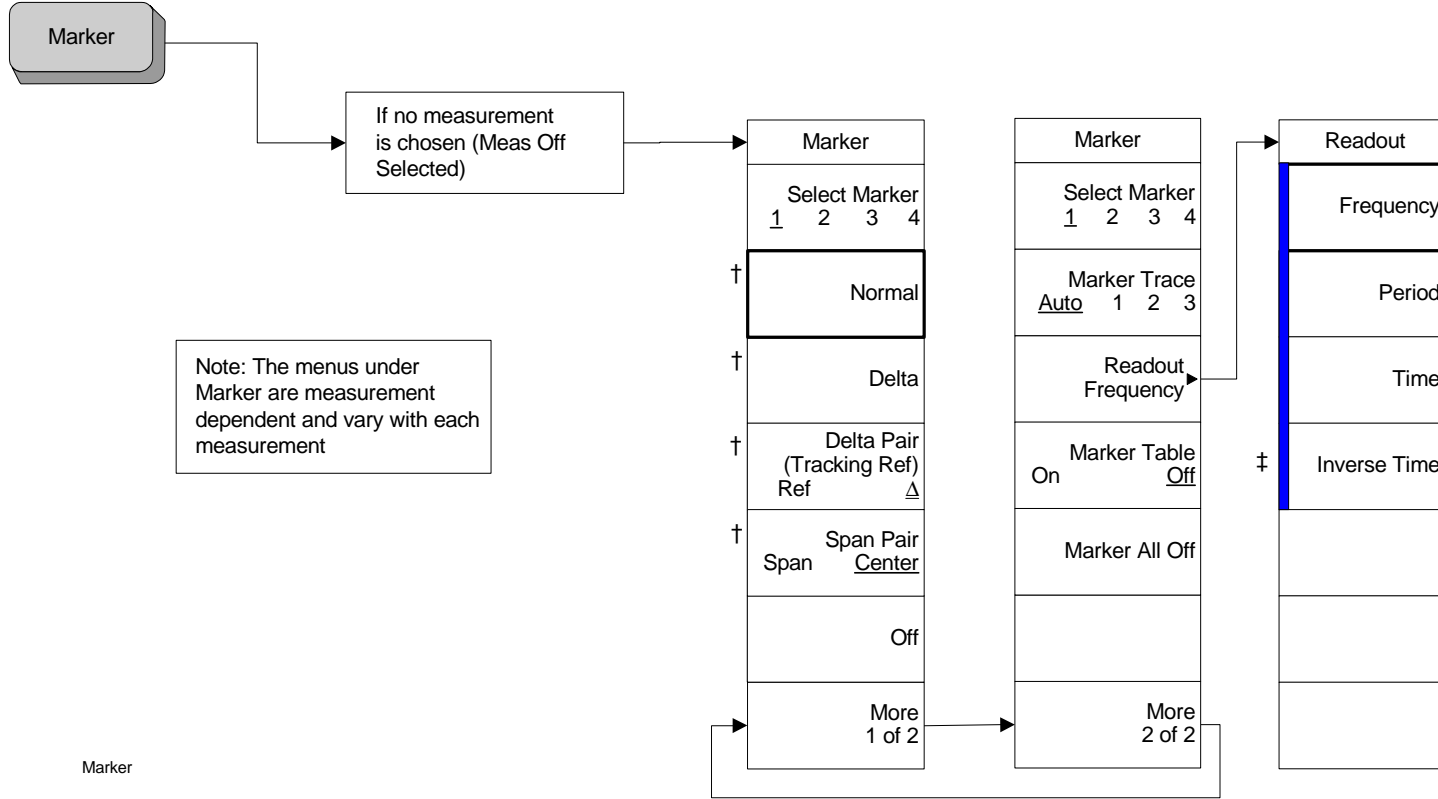 Marker
If no measurement
is chosen (Meas Off
Selected)
Note: The menus under
Marker are measurement
dependent and vary with each
measurement
Marker
Select Marker
1 2 3 4
†
Normal
†
Delta
†
Delta Pair
(Tracking Ref)
Ref Δ
†
Span Pair
Span Center
Off
More
1 of 2
Marker
Select Marker
1 2 3 4
Marker Trace
Auto 1 2 3
Readout
Frequency
Marker Table
On Off
Marker All Off
More
2 of 2
Readout
Frequency
Period
Time
‡
Inverse Time
Marker